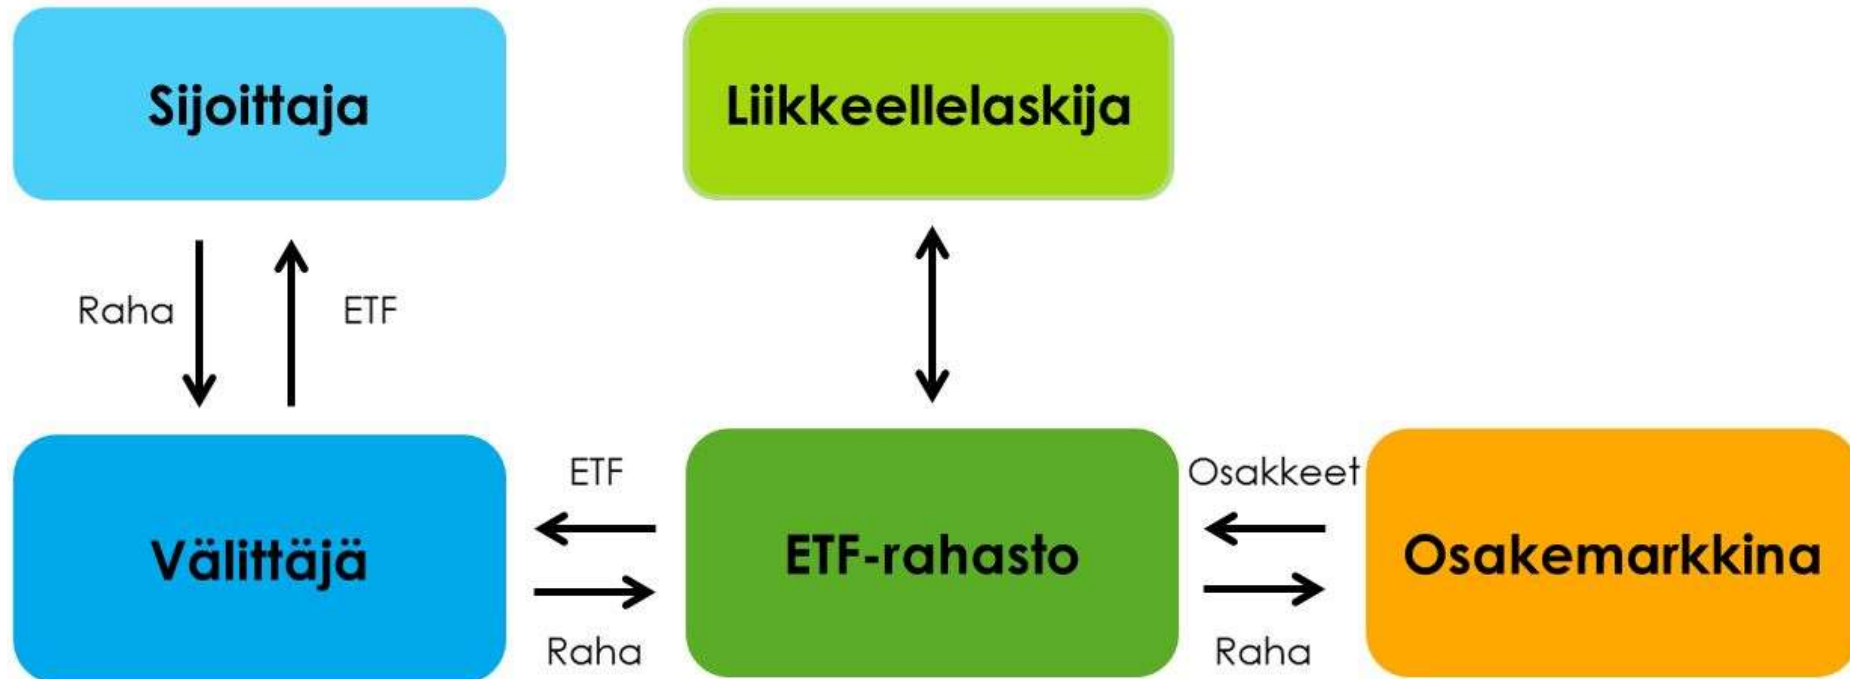 Sijoittaja
Liikkeellelaskija
Raha
ETF
Välittäjä
ETF
Raha
ETF-rahasto
Osakkeet
Raha
Osakemarkkina